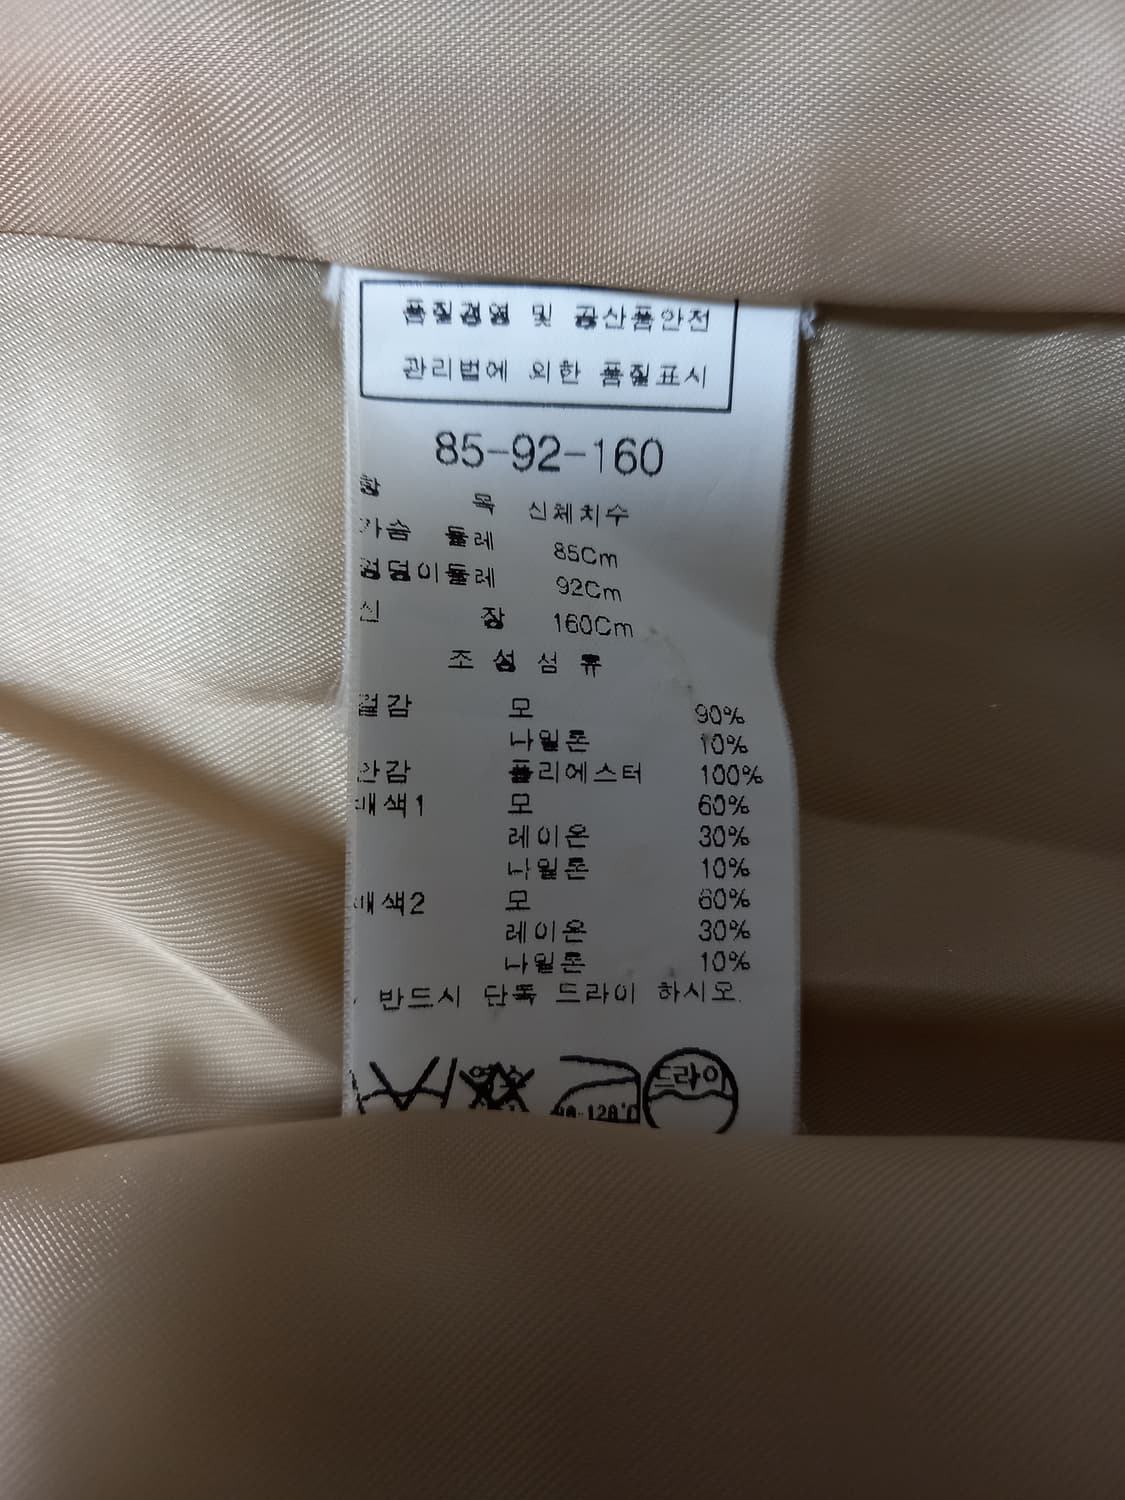 품질경영 및 공산품안전
관리법에 의한 품질표시
85-92-160
항 목 신체치수
가슴 둘레 85Cm
엉덩이둘레 92Cm
신 장 160Cm
조 성 섬 유
겉감 모 90%
나일론 10%
안감 폴리에스터 100%
배색1 모 60%
레이온 30%
나일론 10%
배색2 모 60%
레이온 30%
나일론 10%
반드시 단독 드라이 하시오.
드라이